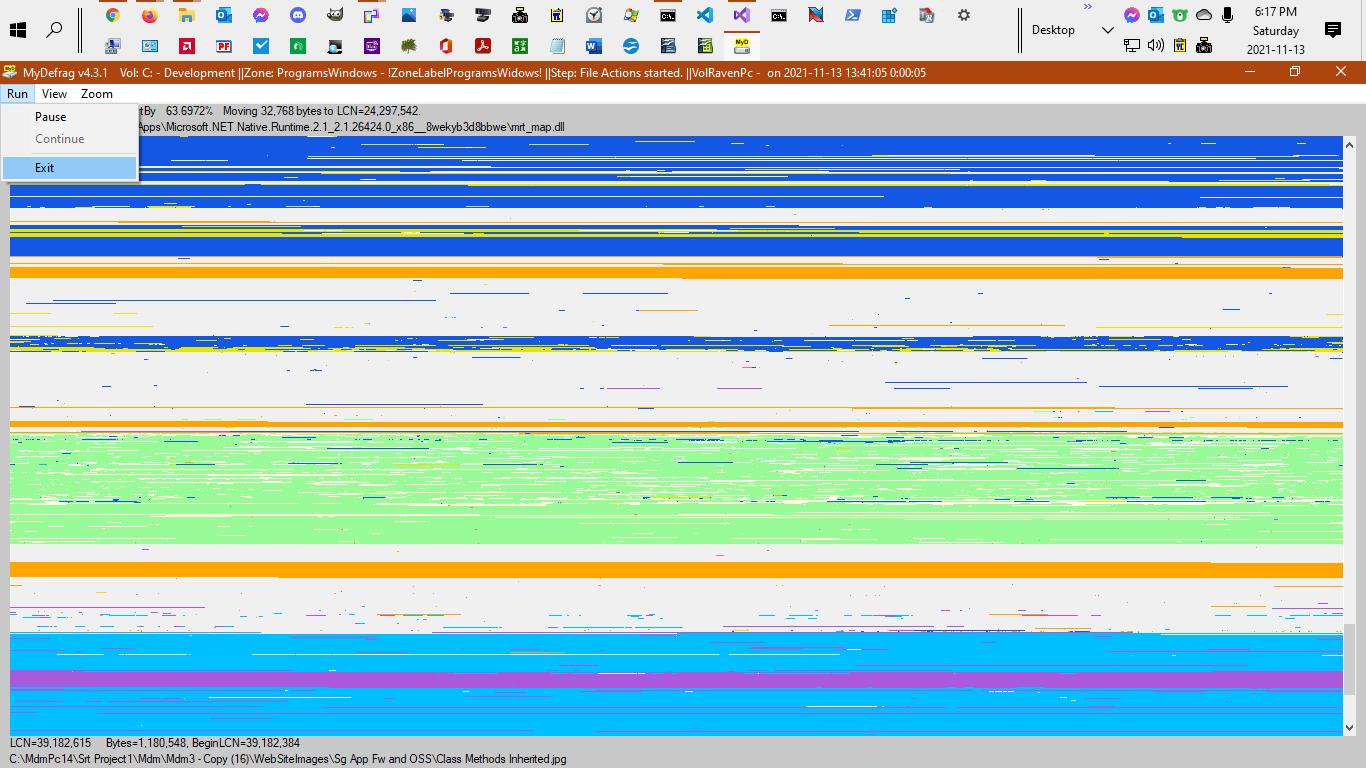 6:17 PM
Desktop
Saturday
2021-11-13
MyDefrag v4.3.1 Vol: C: - Development ||Zone: ProgramsWindows - !ZoneLabelProgramsWidows! ||Step: File Actions started. ||VolRavenPc - on 2021-11-13 13:41:05 0:00:05
Run View Zoom
Pause
Continue
Exit
tBy 63.6972% Moving 32,768 bytes to LCN=24,297,542.
Apps\Microsoft.NET.Native.Runtime.2.1_2.1.26424.0_x86__8wekyb3d8bbwe\mrt_map.dll
LCN=39,182,615 Bytes=1,180,548, BeginLCN=39,182,384
C:\MdmPc14\Srt Project1\Mdm\Mdm3 - Copy (16)\WebSiteImages\Sg App Fw and OSS\Class Methods Inherited.jpg